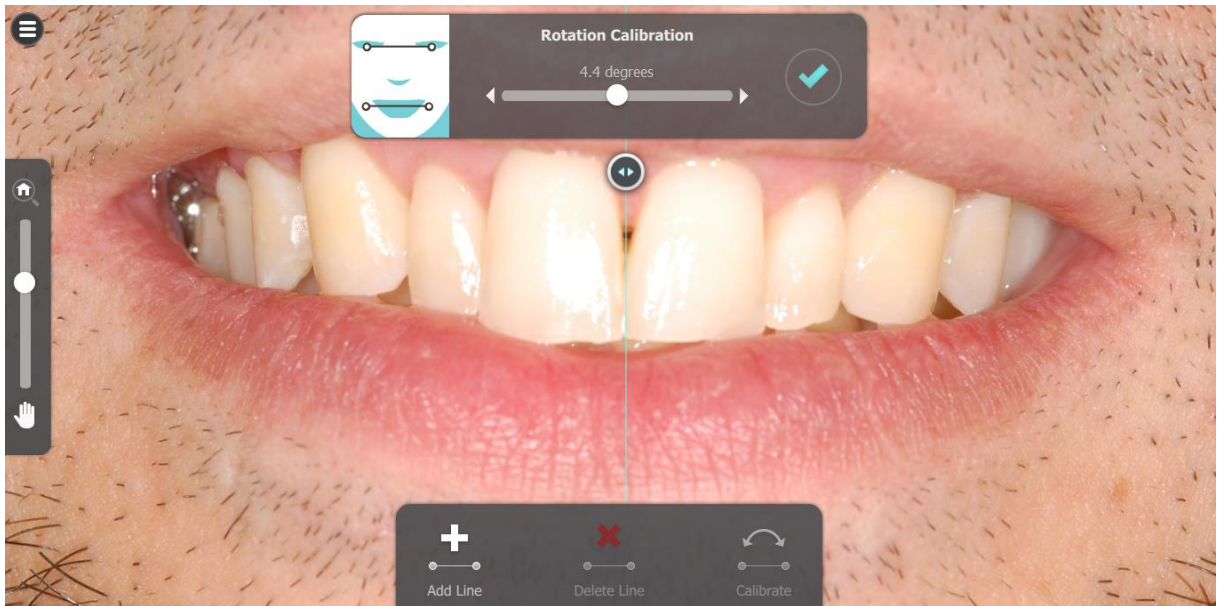 Rotation Calibration
4.4 degrees
Add Line
Delete Line
Calibrate